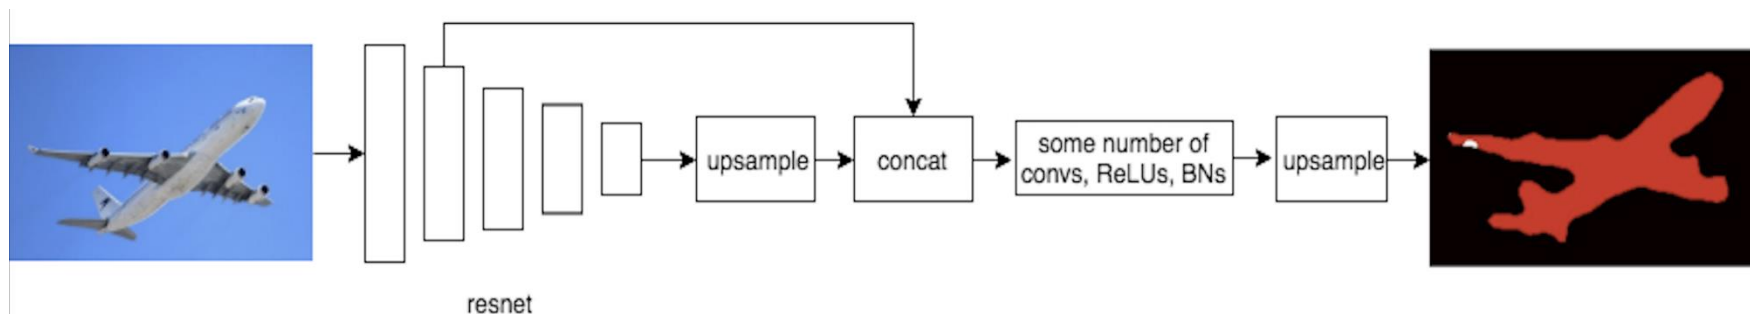 upsample
concat
some number of
convs, ReLUs, BNs
upsample
resnet